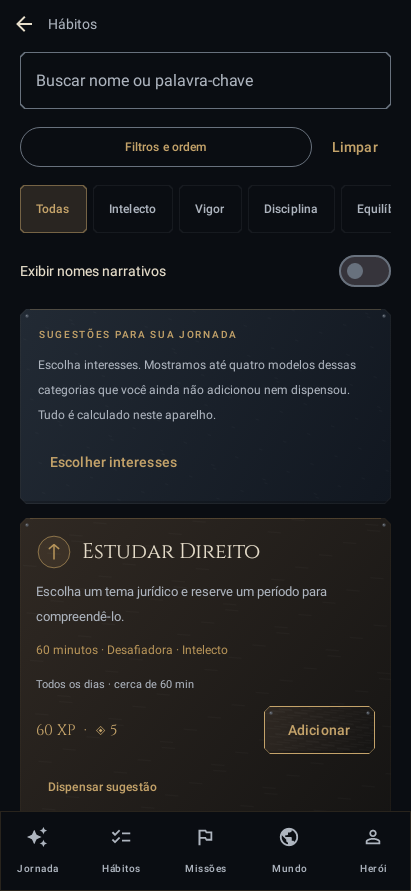 Hábitos
Buscar nome ou palavra-chave
Filtros e ordem
Limpar
Todas
Intelecto
Vigor
Disciplina
Equilíb
Exibir nomes narrativos
SUGESTÕES PARA SUA JORNADA
Escolha interesses. Mostramos até quatro modelos dessas
categorias que você ainda não adicionou nem dispensou.
Tudo é calculado neste aparelho.
Escolher interesses
Estudar Direito
Escolha um tema jurídico e reserve um período para
compreendê-lo.
60 minutos · Desafiadora · Intelecto
Todos os dias · cerca de 60 min
60 XP · ◈ 5
Adicionar
Dispensar sugestão
Jornada
Hábitos
Missões
Mundo
Herói